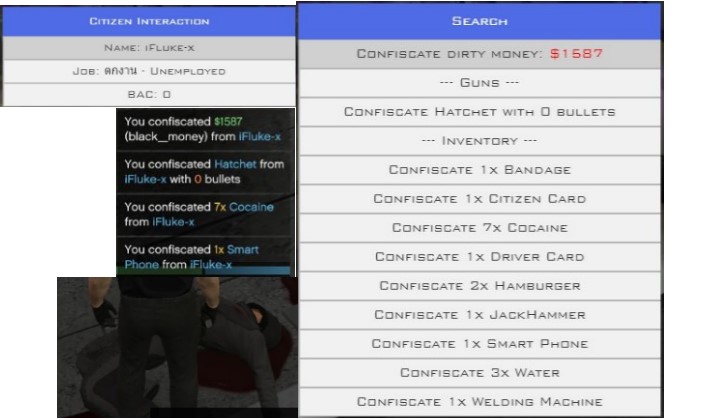 Citizen Interaction
Name: iFluke-x
Job: ตกงาน - Unemployed
BAC: 0
You confiscated $1587
(black_money) from iFluke-x
You confiscated Hatchet from
iFluke-x with 0 bullets
You confiscated 7x Cocaine
from iFluke-x
You confiscated 1x Smart
Phone from iFluke-x
Search
Confiscate dirty money: $1587
--- Guns ---
Confiscate Hatchet with 0 bullets
--- Inventory ---
Confiscate 1x Bandage
Confiscate 1x Citizen Card
Confiscate 7x Cocaine
Confiscate 1x Driver Card
Confiscate 2x Hamburger
Confiscate 1x JackHammer
Confiscate 1x Smart Phone
Confiscate 3x Water
Confiscate 1x Welding Machine